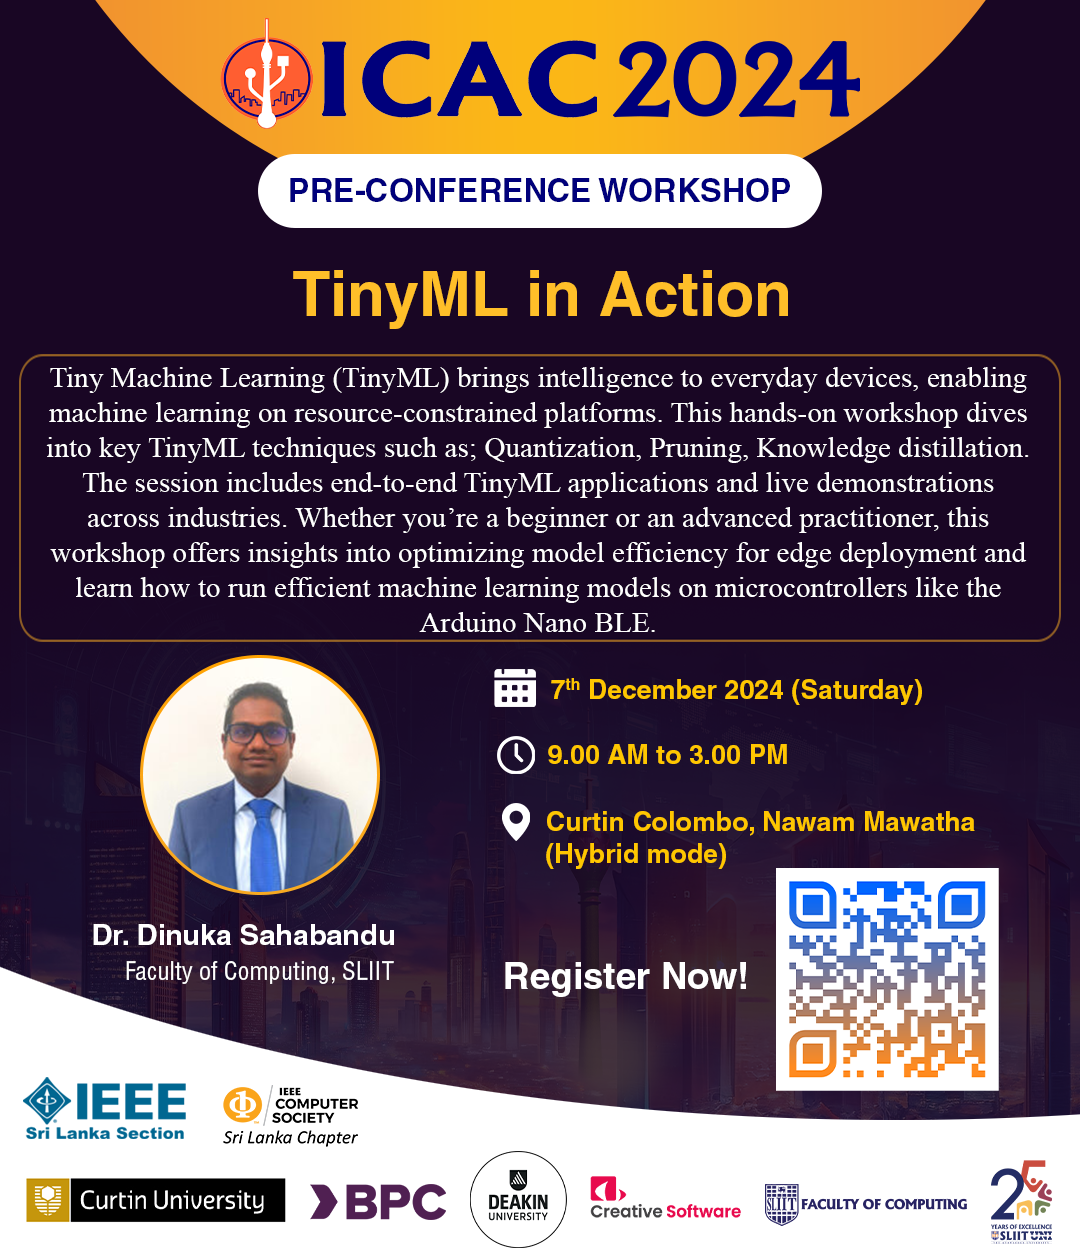 ICAC 2024
PRE-CONFERENCE WORKSHOP
TinyML in Action
Tiny Machine Learning (TinyML) brings intelligence to everyday devices, enabling
machine learning on resource-constrained platforms. This hands-on workshop dives
into key TinyML techniques such as; Quantization, Pruning, Knowledge distillation.
The session includes end-to-end TinyML applications and live demonstrations
across industries. Whether you’re a beginner or an advanced practitioner, this
workshop offers insights into optimizing model efficiency for edge deployment and
learn how to run efficient machine learning models on microcontrollers like the
Arduino Nano BLE.
7th December 2024 (Saturday)
9.00 AM to 3.00 PM
Curtin Colombo, Nawam Mawatha
(Hybrid mode)
Dr. Dinuka Sahabandu
Faculty of Computing, SLIIT
Register Now!
IEEE
Sri Lanka Section
IEEE
COMPUTER
SOCIETY
Sri Lanka Chapter
Curtin University
BPC
DEAKIN
UNIVERSITY
Creative Software
SLIIT
FACULTY OF COMPUTING
25
YEARS OF EXCELLENCE
SLIIT UNI